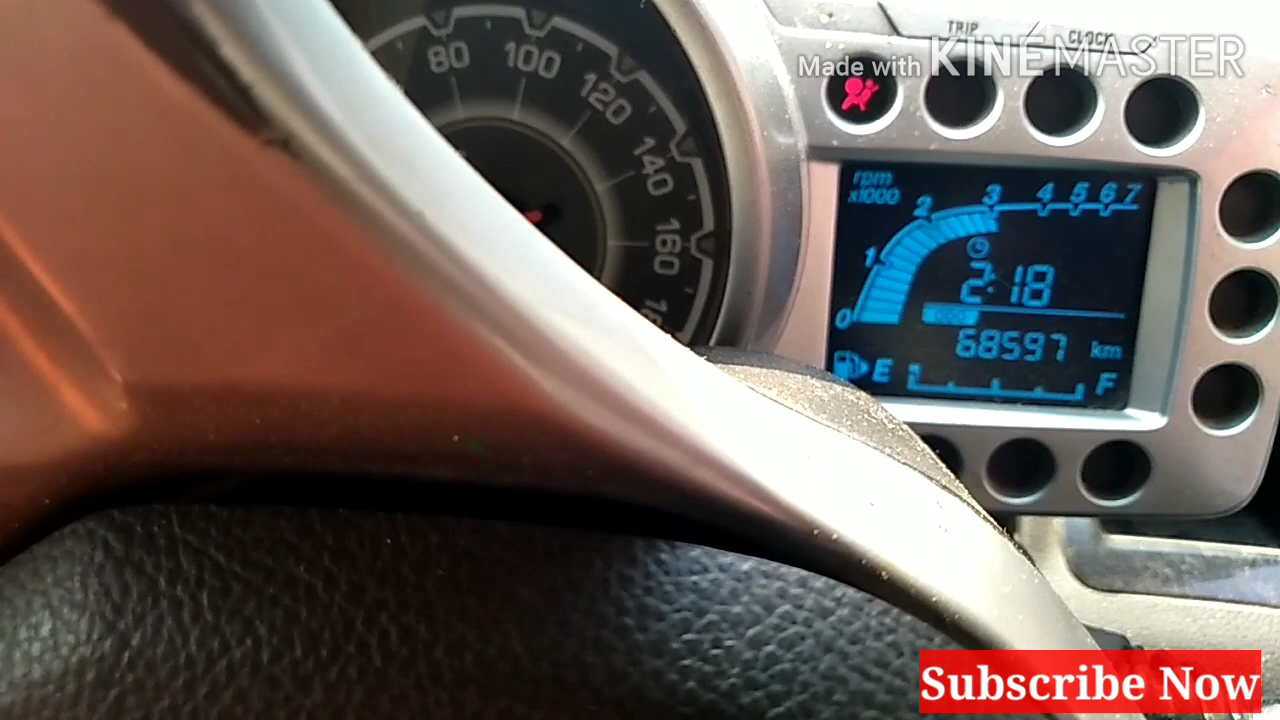 TRIP
CLOCK
Made with KINEMASTER
80
100
120
140
160
rpm
x1000
0
1
2
3
4
5
6
7
2:18
ODO
68597 km
E
F
Subscribe Now